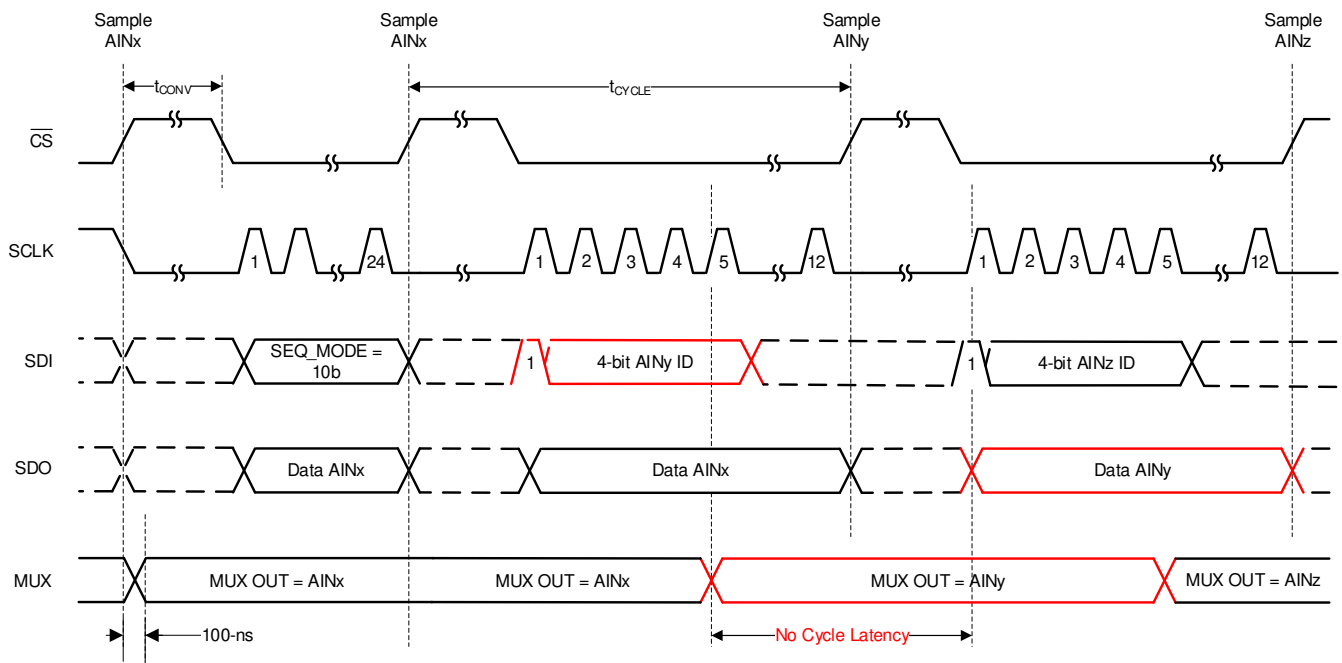 Sample AINx
Sample AINx
Sample AINy
Sample AINz
tCONV
tCYCLE
CS
SCLK
1
24
1
2
3
4
5
12
1
2
3
4
5
12
SDI
SEQ_MODE = 10b
1
4-bit AINy ID
1
4-bit AINz ID
SDO
Data AINx
Data AINx
Data AINy
MUX
MUX OUT = AINx
MUX OUT = AINx
MUX OUT = AINy
MUX OUT = AINz
100-ns
No Cycle Latency